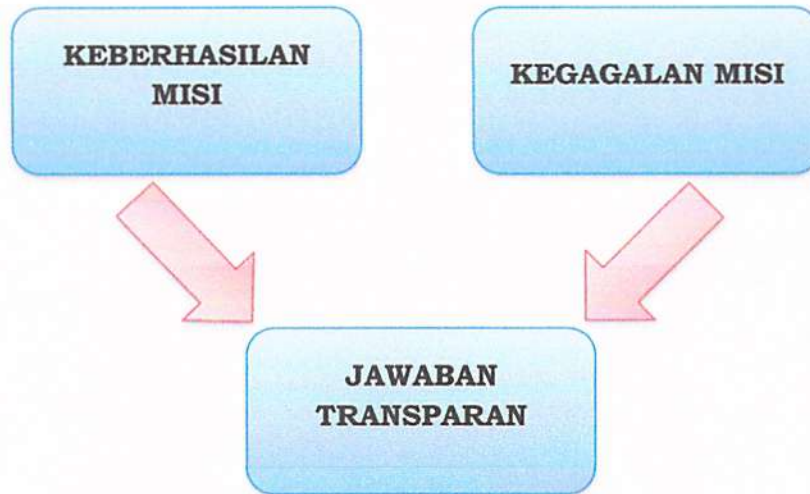 KEBERHASILAN
MISI
KEGAGALAN MISI
JAWABAN
TRANSPARAN